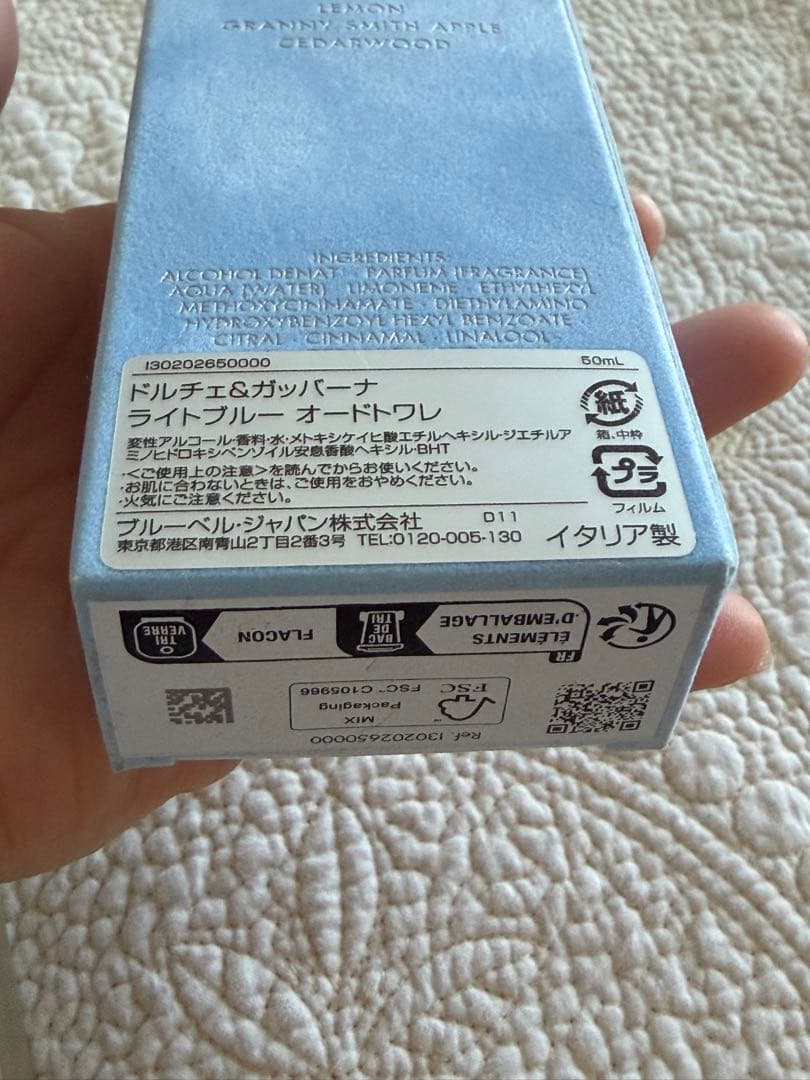 LEMON
GRANNY SMITH APPLE
CEDARWOOD
INGREDIENTS:
ALCOHOL DENAT. · PARFUM (FRAGRANCE)
AQUA (WATER) · LIMONENE · ETHYLHEXYL
METHOXYCINNAMATE · DIETHYLAMINO
HYDROXYBENZOYL HEXYL BENZOATE ·
CITRAL · CINNAMAL · LINALOOL ·
I30202650000 50mL
ドルチェ&ガッバーナ
ライトブルー オードトワレ
変性アルコール・香料・水・メトキシケイヒ酸エチルヘキシル・ジエチルア
ミノヒドロキシベンゾイル安息香酸ヘキシル・BHT
・<ご使用上の注意>を読んでからお使いください。
・お肌に合わないときは、ご使用をおやめください。
・火気にご注意ください。
紙
箱、中枠
プラ
フィルム
ブルーベル・ジャパン株式会社 D11
東京都港区南青山2丁目2番3号 TEL:0120-005-130
イタリア製
Ref. I30202650000
MIX
Packaging
FSC
FSC™ C105966
FR
ÉLÉMENTS
D'EMBALLAGE
BAC
DE
TRI
FLACON
TRI
VERRE